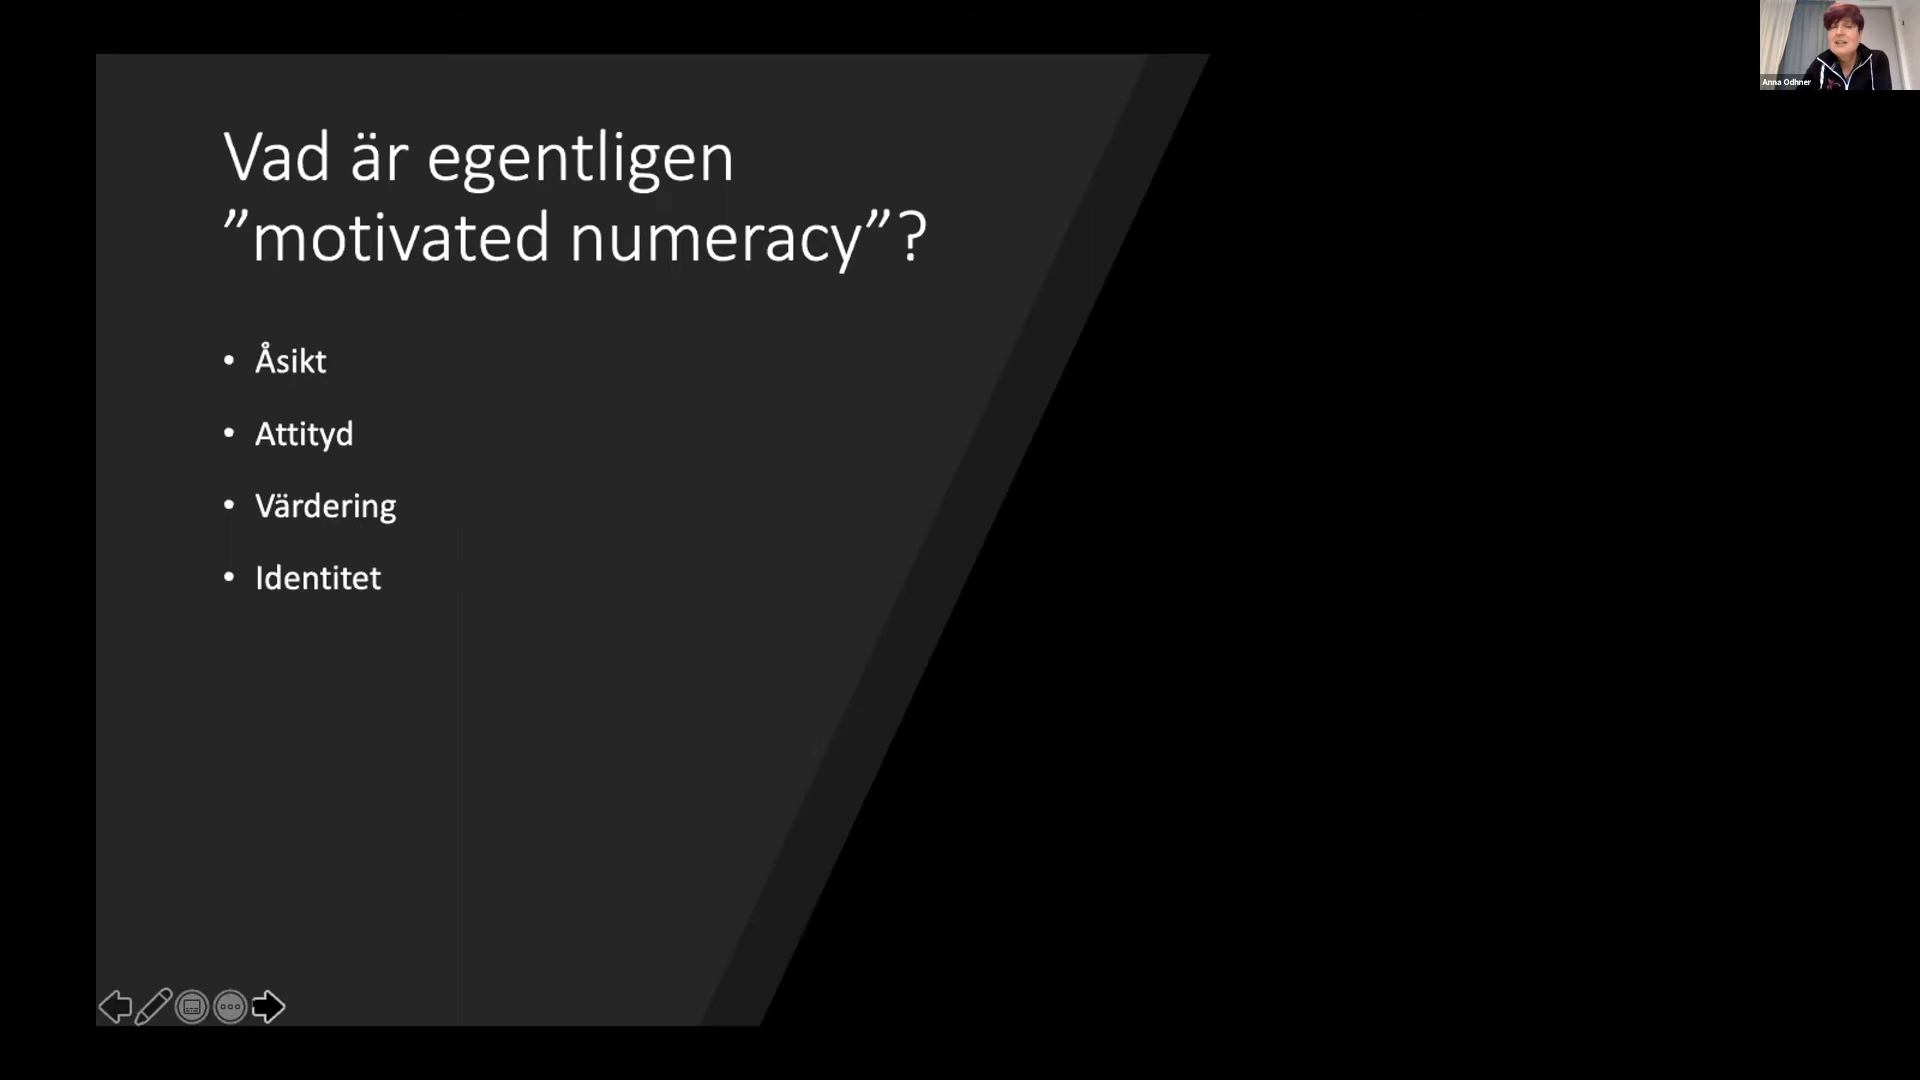 Vad är egentligen
”motivated numeracy”?
• Åsikt
• Attityd
• Värdering
• Identitet
Anna Odhner